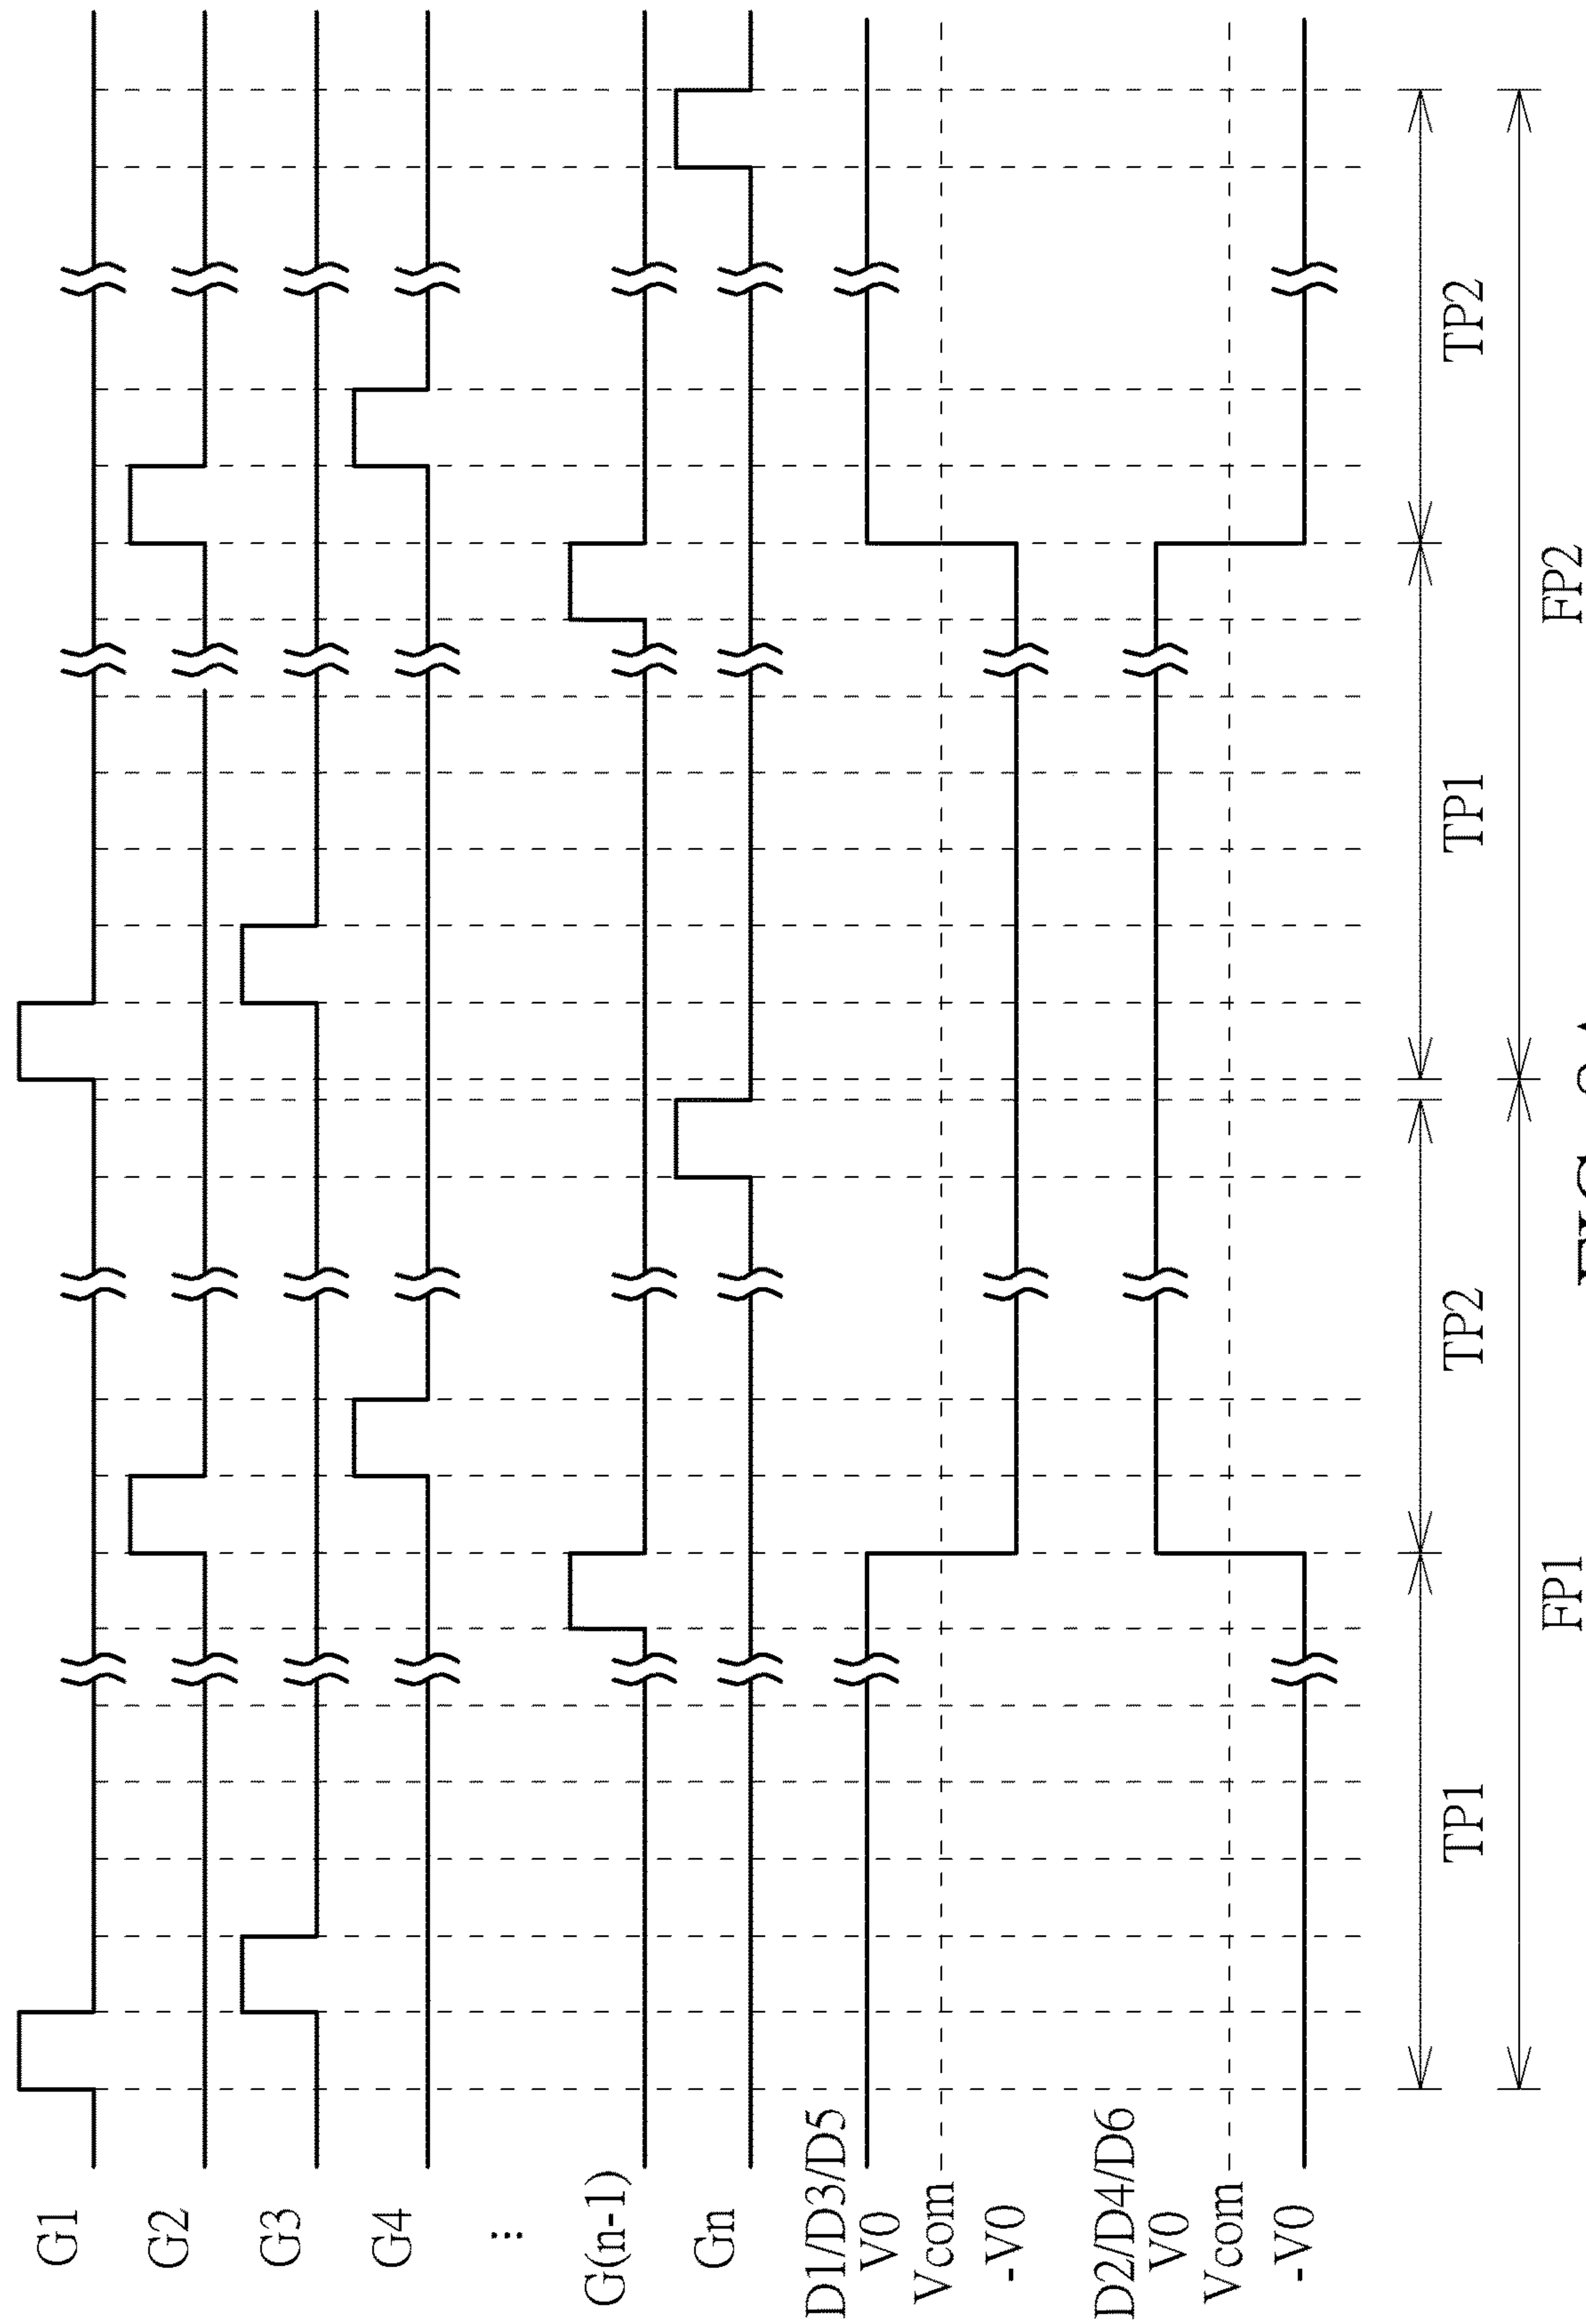 G1
G2
G3
G4
⋮
G(n-1)
Gn
D1/D3/D5
V0
Vcom
-V0
D2/D4/D6
V0
Vcom
-V0
TP1
TP2
TP1
TP2
FP1
FP2